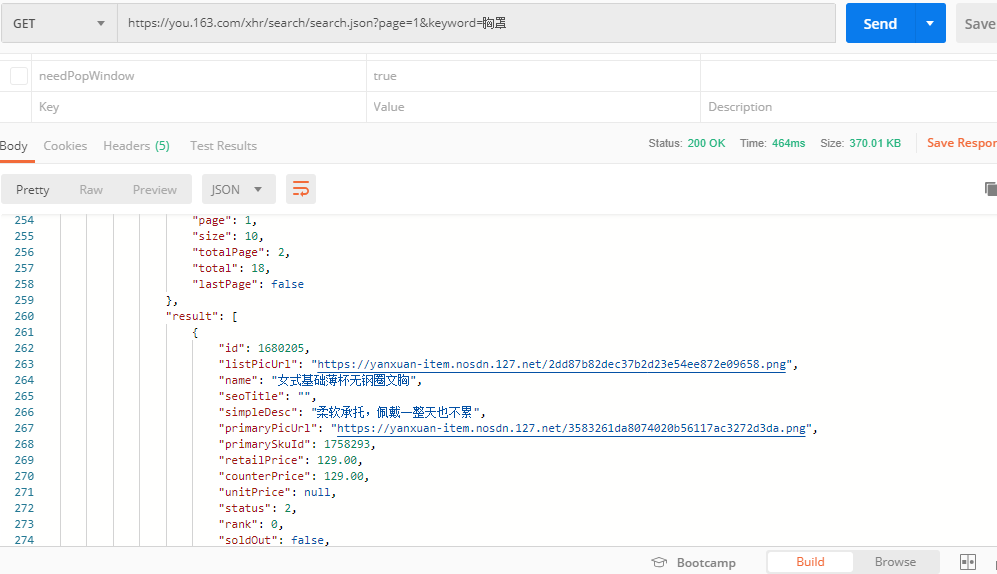 GET https://you.163.com/xhr/search/search.json?page=1&keyword=胸罩 Send Save
needPopWindow true
Key Value Description
Body Cookies Headers (5) Test Results Status: 200 OK Time: 464ms Size: 370.01 KB Save Respon
Pretty Raw Preview JSON
254 "page": 1,
255 "size": 10,
256 "totalPage": 2,
257 "total": 18,
258 "lastPage": false
259 },
260 "result": [
261 {
262 "id": 1680205,
263 "listPicUrl": "https://yanxuan-item.nosdn.127.net/2dd87b82dec37b2d23e54ee872e09658.png",
264 "name": "女式基础薄杯无钢圈文胸",
265 "seoTitle": "",
266 "simpleDesc": "柔软承托，佩戴一整天也不累",
267 "primaryPicUrl": "https://yanxuan-item.nosdn.127.net/3583261da8074020b56117ac3272d3da.png",
268 "primarySkuId": 1758293,
269 "retailPrice": 129.00,
270 "counterPrice": 129.00,
271 "unitPrice": null,
272 "status": 2,
273 "rank": 0,
274 "soldOut": false,
Bootcamp Build Browse